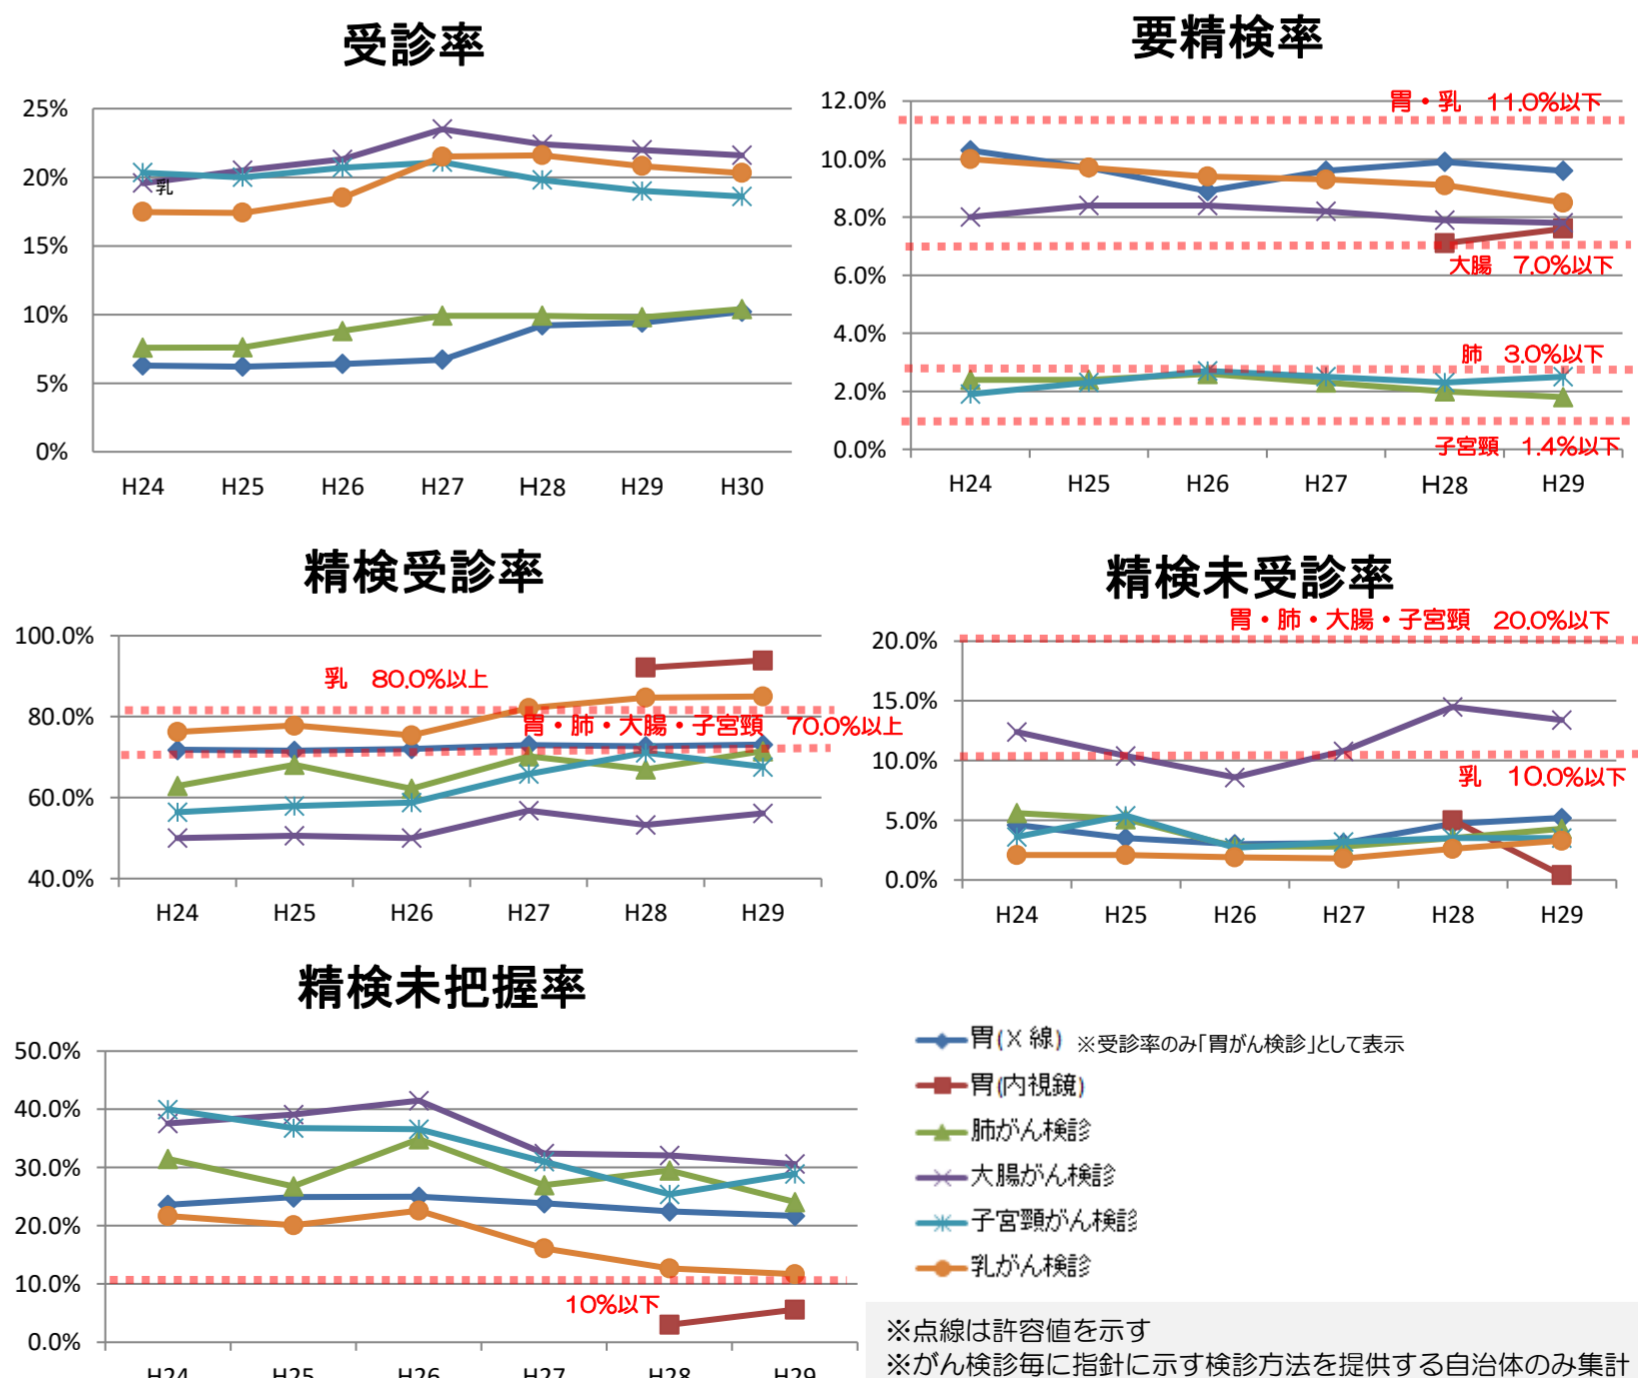 受診率
25%
20%
15%
10%
5%
0%
乳
H24 H25 H26 H27 H28 H29 H30
要精検率
12.0%
10.0%
8.0%
6.0%
4.0%
2.0%
0.0%
胃・乳 11.0%以下
大腸 7.0%以下
肺 3.0%以下
子宮頸 1.4%以下
H24 H25 H26 H27 H28 H29
精検受診率
100.0%
80.0%
60.0%
40.0%
乳 80.0%以上
胃・肺・大腸・子宮頸 70.0%以上
H24 H25 H26 H27 H28 H29
精検未受診率
胃・肺・大腸・子宮頸 20.0%以下
20.0%
15.0%
10.0%
5.0%
0.0%
乳 10.0%以下
H24 H25 H26 H27 H28 H29
精検未把握率
50.0%
40.0%
30.0%
20.0%
10.0%
0.0%
10%以下
H24 H25 H26 H27 H28 H29
胃(X 線) ※受診率のみ「胃がん検診」として表示
胃(内視鏡)
肺がん検診
大腸がん検診
子宮頸がん検診
乳がん検診
※点線は許容値を示す
※がん検診毎に指針に示す検診方法を提供する自治体のみ集計